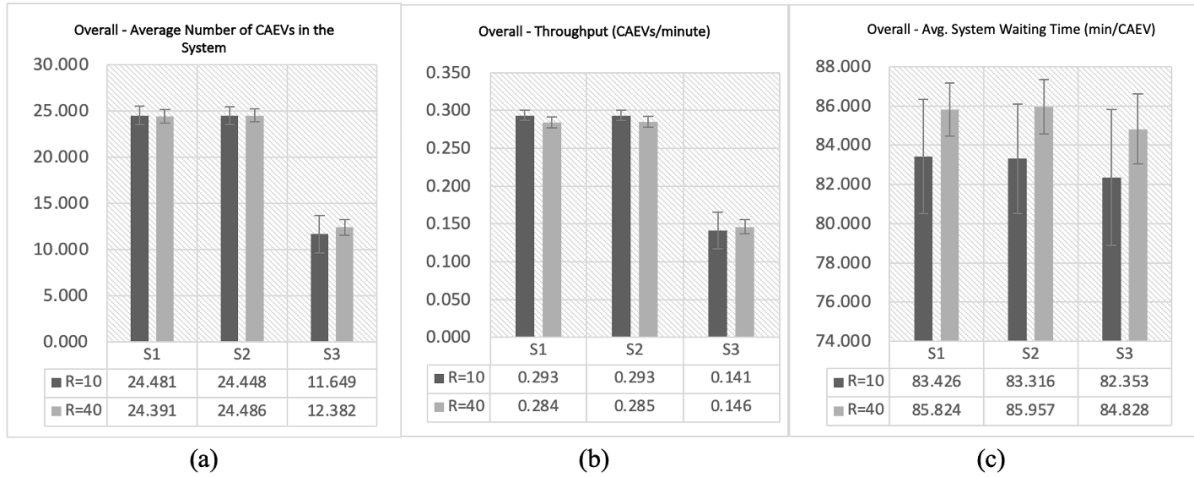 Overall - Average Number of CAEVs in the
System
30.000
25.000
20.000
15.000
10.000
5.000
0.000
S1 S2 S3
R=10 24.481 24.448 11.649
R=40 24.391 24.486 12.382
(a)
Overall - Throughput (CAEVs/minute)
0.350
0.300
0.250
0.200
0.150
0.100
0.050
0.000
S1 S2 S3
R=10 0.293 0.293 0.141
R=40 0.284 0.285 0.146
(b)
Overall - Avg. System Waiting Time (min/CAEV)
88.000
86.000
84.000
82.000
80.000
78.000
76.000
74.000
S1 S2 S3
R=10 83.426 83.316 82.353
R=40 85.824 85.957 84.828
(c)